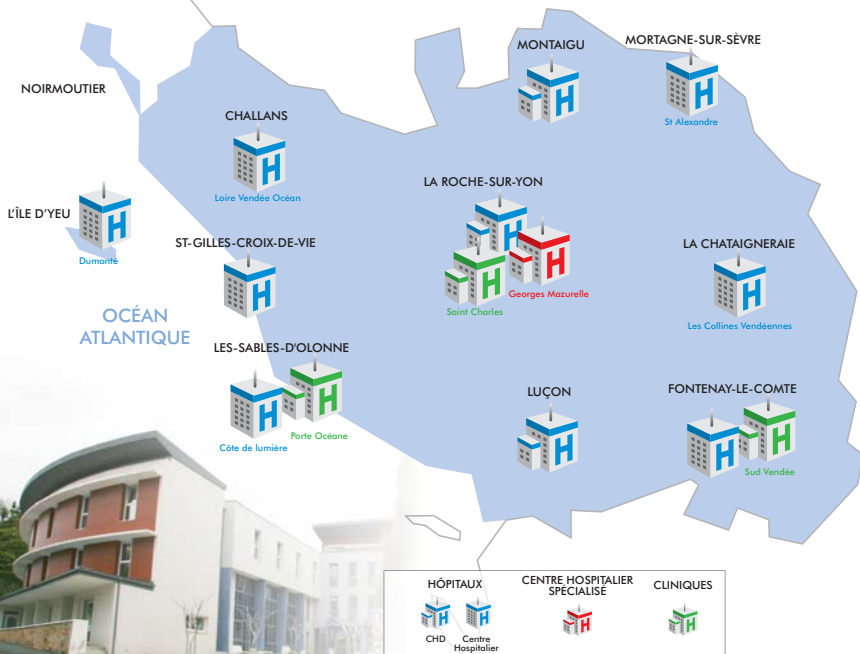 MONTAIGU
MORTAGNE-SUR-SÈVRE
St Alexandre
NOIRMOUTIER
CHALLANS
Loire Vendée Océan
LA ROCHE-SUR-YON
Saint Charles
Georges Mazurelle
L'ÎLE D'YEU
Dumonté
ST-GILLES-CROIX-DE-VIE
LA CHATAIGNERAIE
Les Collines Vendéennes
OCÉAN
ATLANTIQUE
LES-SABLES-D'OLONNE
Côte de lumière
Porte Océane
LUÇON
FONTENAY-LE-COMTE
Sud Vendée
HÔPITAUX
CHD
Centre
Hospitalier
CENTRE HOSPITALIER
SPÉCIALISÉ
CLINIQUES